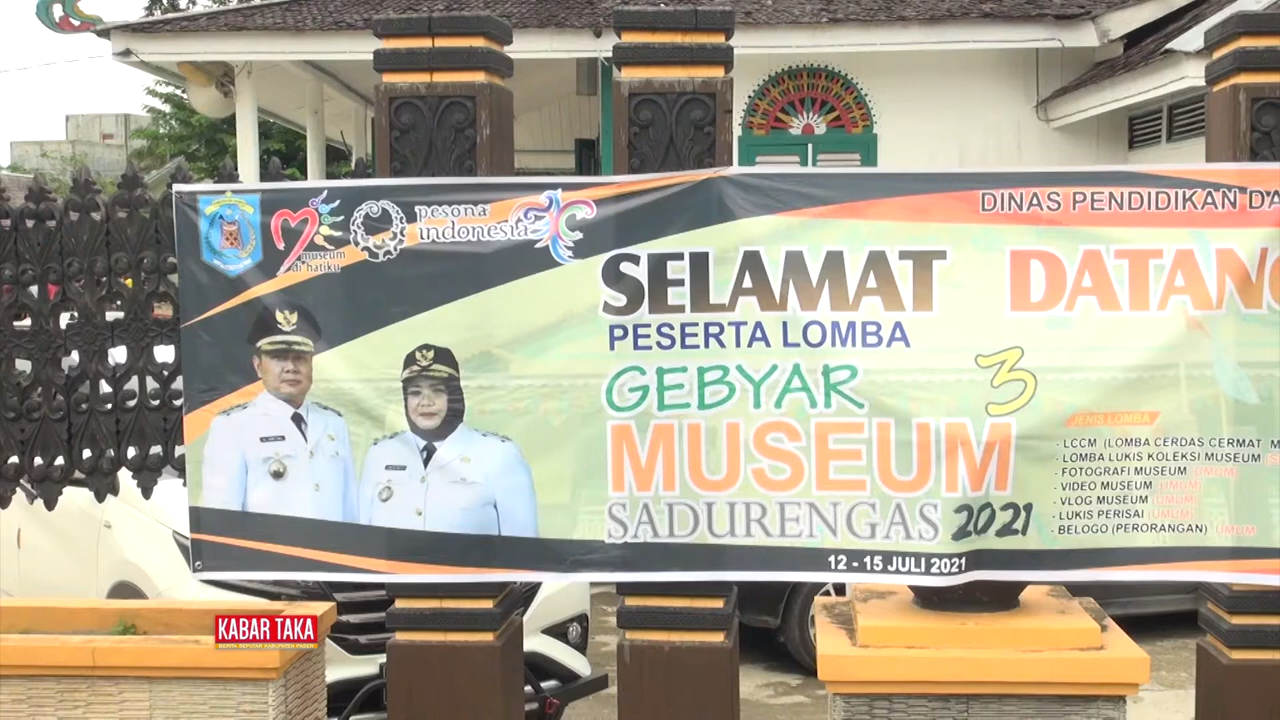 museum
di hatiku
pesona
indonesia
DINAS PENDIDIKAN DA
SELAMAT DATANG
PESERTA LOMBA
GEBYAR 3
MUSEUM
SADURENGAS 2021
JENIS LOMBA
- LCCM (LOMBA CERDAS CERMAT M
- LOMBA LUKIS KOLEKSI MUSEUM (S
- FOTOGRAFI MUSEUM (UMUM)
- VIDEO MUSEUM (UMUM)
- VLOG MUSEUM (UMUM)
- LUKIS PERISAI (UMUM)
- BELOGO (PERORANGAN) UMUM
12 - 15 JULI 2021
KABAR TAKA
BERITA SEPUTAR KABUPATEN PASER